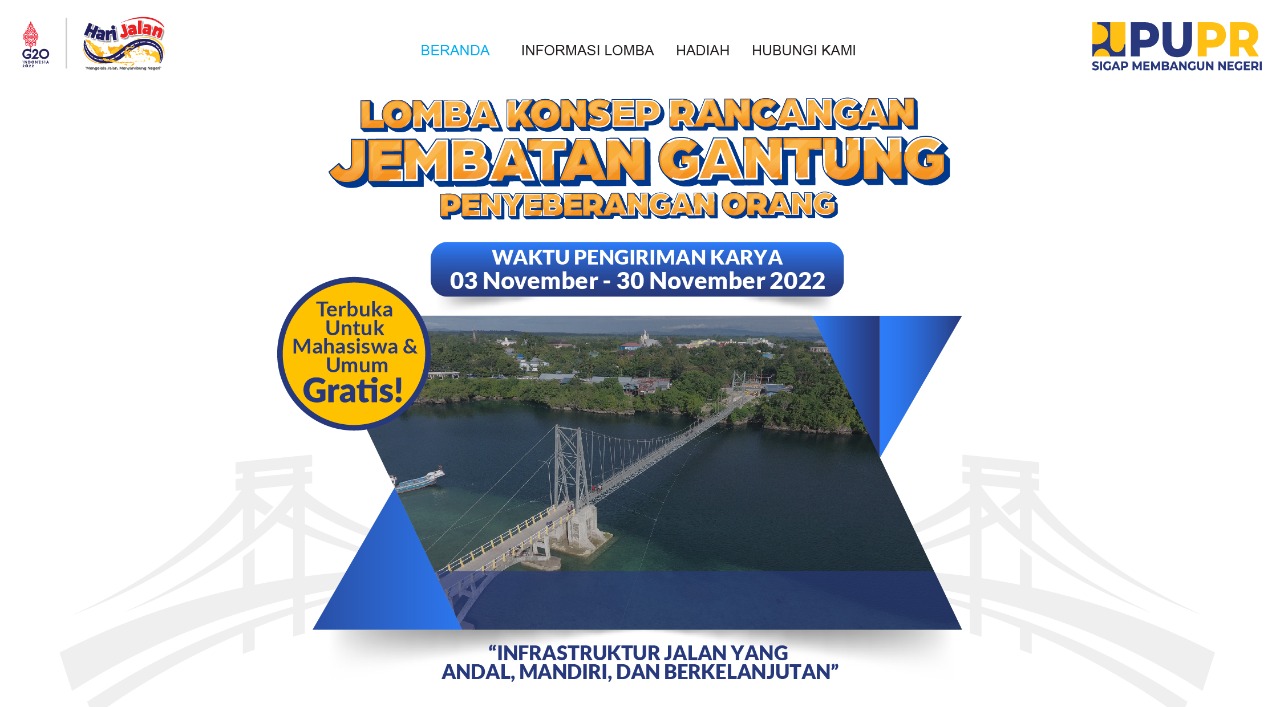 G20
INDONESIA
2022
Hari Jalan
"Mengelola Jalan, Menyambung Negeri"
BERANDA
INFORMASI LOMBA
HADIAH
HUBUNGI KAMI
PUPR
SIGAP MEMBANGUN NEGERI
LOMBA KONSEP RANCANGAN
JEMBATAN GANTUNG
PENYEBERANGAN ORANG
WAKTU PENGIRIMAN KARYA
03 November - 30 November 2022
Terbuka
Untuk
Mahasiswa &
Umum
Gratis!
“INFRASTRUKTUR JALAN YANG
ANDAL, MANDIRI, DAN BERKELANJUTAN”